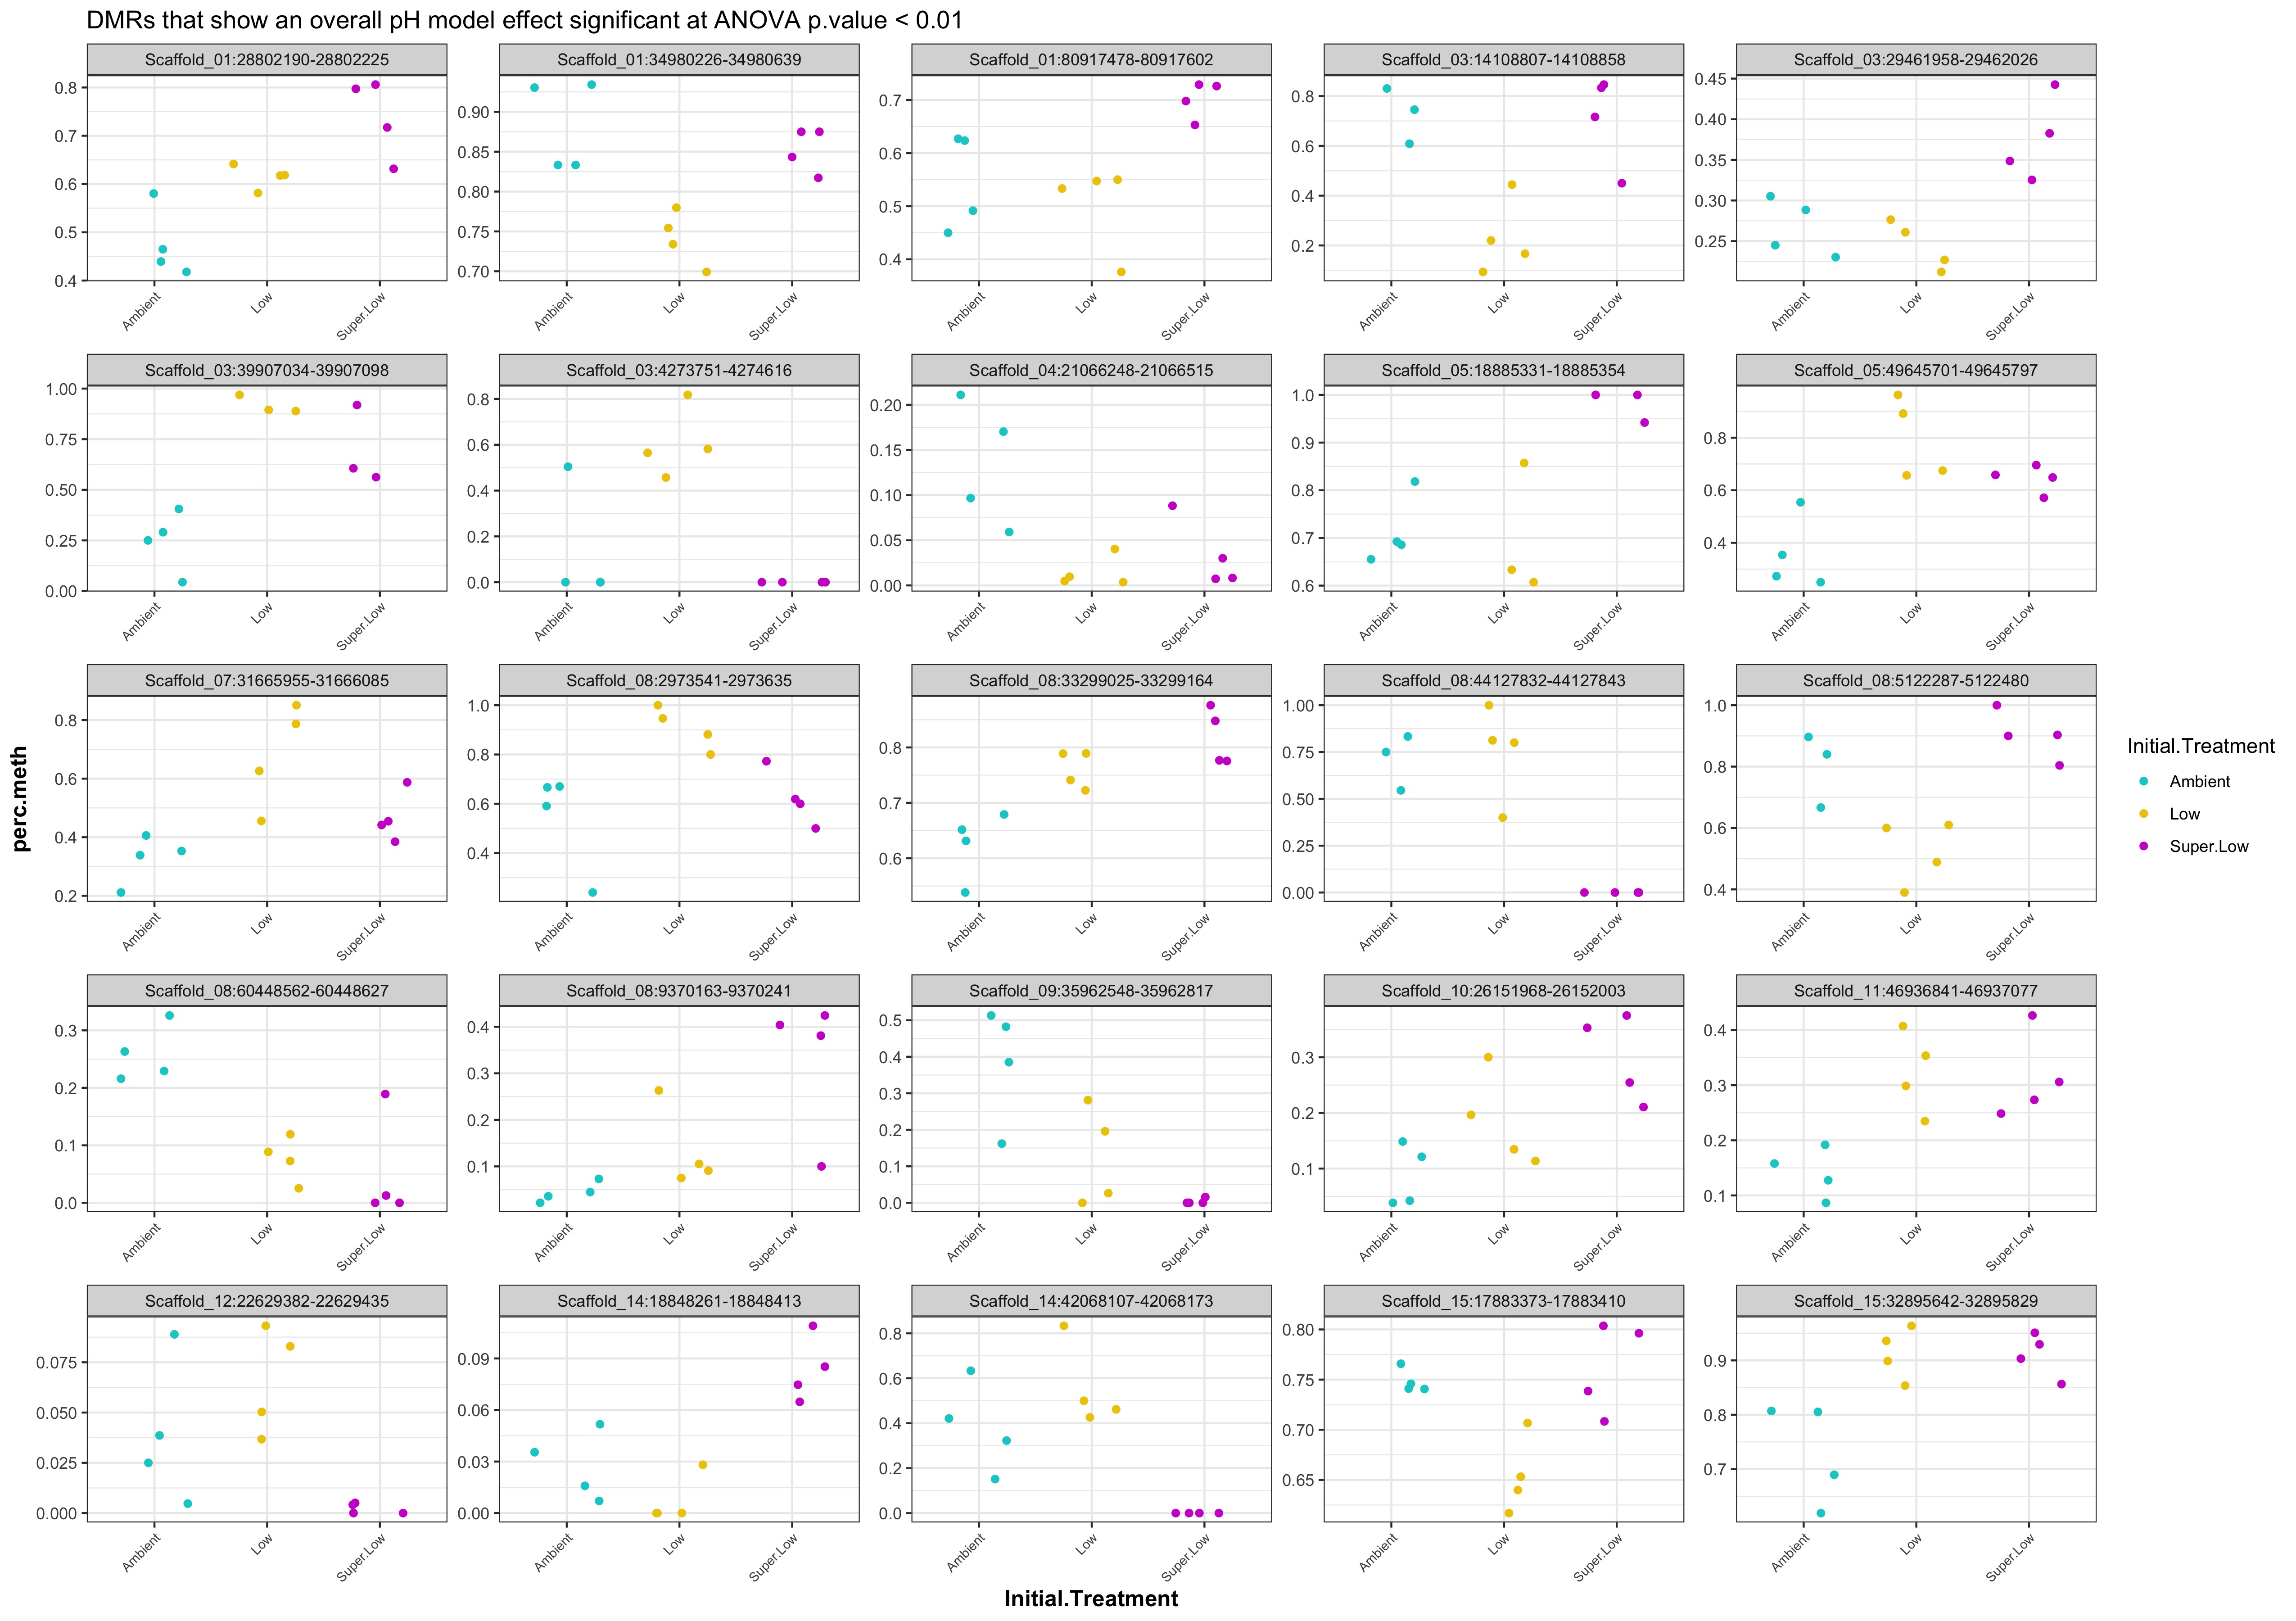 DMRs that show an overall pH model effect significant at ANOVA p.value < 0.01
Scaffold_01:28802190-28802225
0.8
0.7
0.6
0.5
0.4
Ambient
Low
Super.Low
Scaffold_01:34980226-34980639
0.90
0.85
0.80
0.75
0.70
Ambient
Low
Super.Low
Scaffold_01:80917478-80917602
0.7
0.6
0.5
0.4
Ambient
Low
Super.Low
Scaffold_03:14108807-14108858
0.8
0.6
0.4
0.2
Ambient
Low
Super.Low
Scaffold_03:29461958-29462026
0.45
0.40
0.35
0.30
0.25
Ambient
Low
Super.Low
Scaffold_03:39907034-39907098
1.00
0.75
0.50
0.25
0.00
Ambient
Low
Super.Low
Scaffold_03:4273751-4274616
0.8
0.6
0.4
0.2
0.0
Ambient
Low
Super.Low
Scaffold_04:21066248-21066515
0.20
0.15
0.10
0.05
0.00
Ambient
Low
Super.Low
Scaffold_05:18885331-18885354
1.0
0.9
0.8
0.7
0.6
Ambient
Low
Super.Low
Scaffold_05:49645701-49645797
0.8
0.6
0.4
Ambient
Low
Super.Low
Scaffold_07:31665955-31666085
0.8
0.6
0.4
0.2
Ambient
Low
Super.Low
Scaffold_08:2973541-2973635
1.0
0.8
0.6
0.4
Ambient
Low
Super.Low
Scaffold_08:33299025-33299164
0.8
0.7
0.6
Ambient
Low
Super.Low
Scaffold_08:44127832-44127843
1.00
0.75
0.50
0.25
0.00
Ambient
Low
Super.Low
Scaffold_08:5122287-5122480
1.0
0.8
0.6
0.4
Ambient
Low
Super.Low
Scaffold_08:60448562-60448627
0.3
0.2
0.1
0.0
Ambient
Low
Super.Low
Scaffold_08:9370163-9370241
0.4
0.3
0.2
0.1
Ambient
Low
Super.Low
Scaffold_09:35962548-35962817
0.5
0.4
0.3
0.2
0.1
0.0
Ambient
Low
Super.Low
Scaffold_10:26151968-26152003
0.3
0.2
0.1
Ambient
Low
Super.Low
Scaffold_11:46936841-46937077
0.4
0.3
0.2
0.1
Ambient
Low
Super.Low
Scaffold_12:22629382-22629435
0.075
0.050
0.025
0.000
Ambient
Low
Super.Low
Scaffold_14:18848261-18848413
0.09
0.06
0.03
0.00
Ambient
Low
Super.Low
Scaffold_14:42068107-42068173
0.8
0.6
0.4
0.2
0.0
Ambient
Low
Super.Low
Scaffold_15:17883373-17883410
0.80
0.75
0.70
0.65
Ambient
Low
Super.Low
Scaffold_15:32895642-32895829
0.9
0.8
0.7
Ambient
Low
Super.Low
perc.meth
Initial.Treatment
Initial.Treatment
Ambient
Low
Super.Low